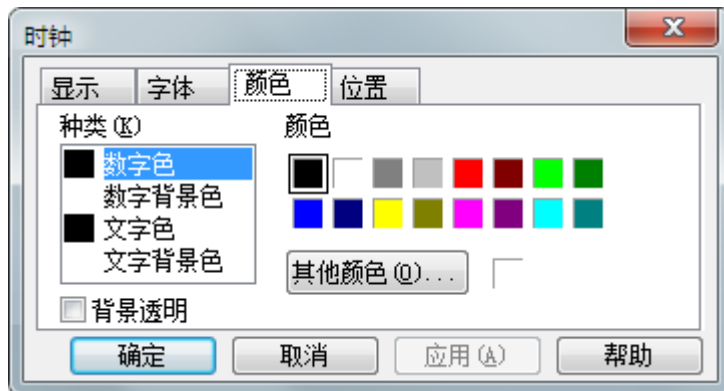 时钟
显示 字体 颜色 位置
种类(K) 颜色
数字色
数字背景色
文字色
文字背景色
其他颜色(O)...
背景透明
确定 取消 应用(A) 帮助